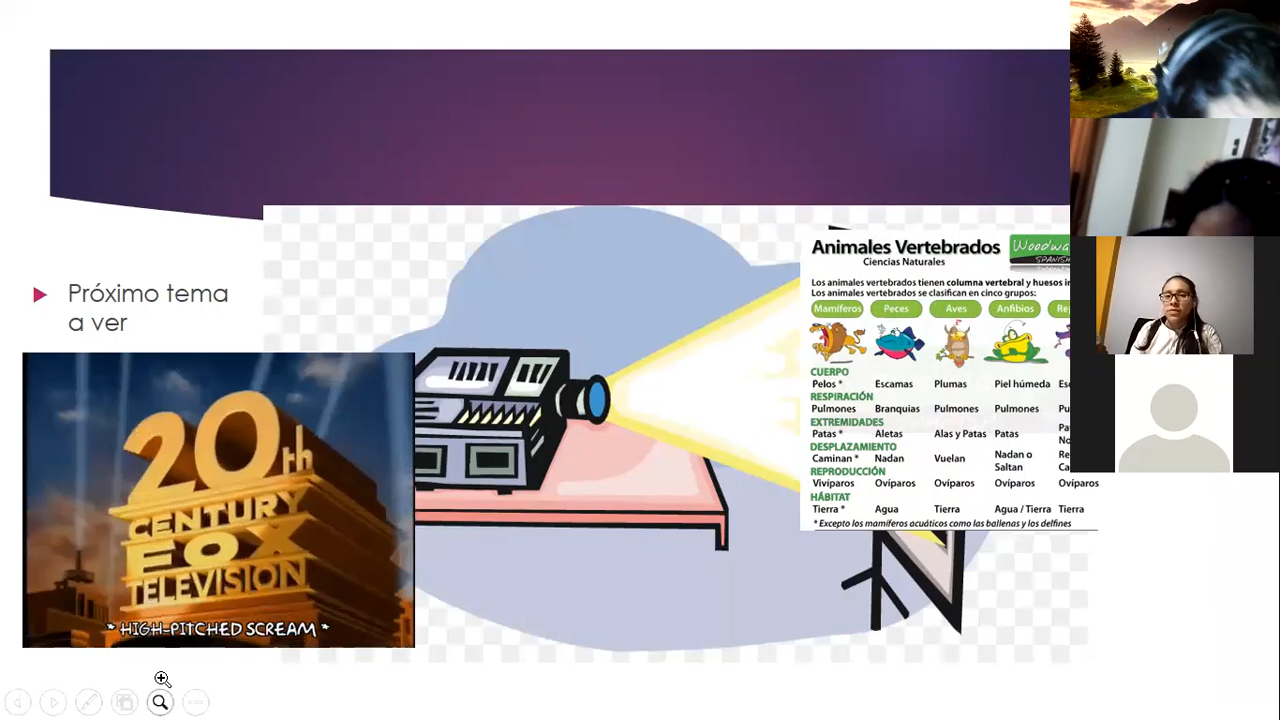 Próximo tema
a ver
20th
CENTURY
FOX
TELEVISION
* HIGH-PITCHED SCREAM *
Animales Vertebrados
Ciencias Naturales
Los animales vertebrados tienen columna vertebral y huesos
Los animales vertebrados se clasifican en cinco grupos:
Mamíferos Peces Aves Anfibios
CUERPO
Pelos * Escamas Plumas Piel húmeda
RESPIRACIÓN
Pulmones Branquias Pulmones Pulmones
EXTREMIDADES
Patas * Aletas Alas y Patas Patas
DESPLAZAMIENTO
Caminan * Nadan Vuelan Nadan o
Saltan
REPRODUCCIÓN
Vivíparos Ovíparos Ovíparos Ovíparos Ovíparos
HÁBITAT
Tierra * Agua Tierra Agua / Tierra Tierra
* Excepto los mamíferos acuáticos como las ballenas y los delfines